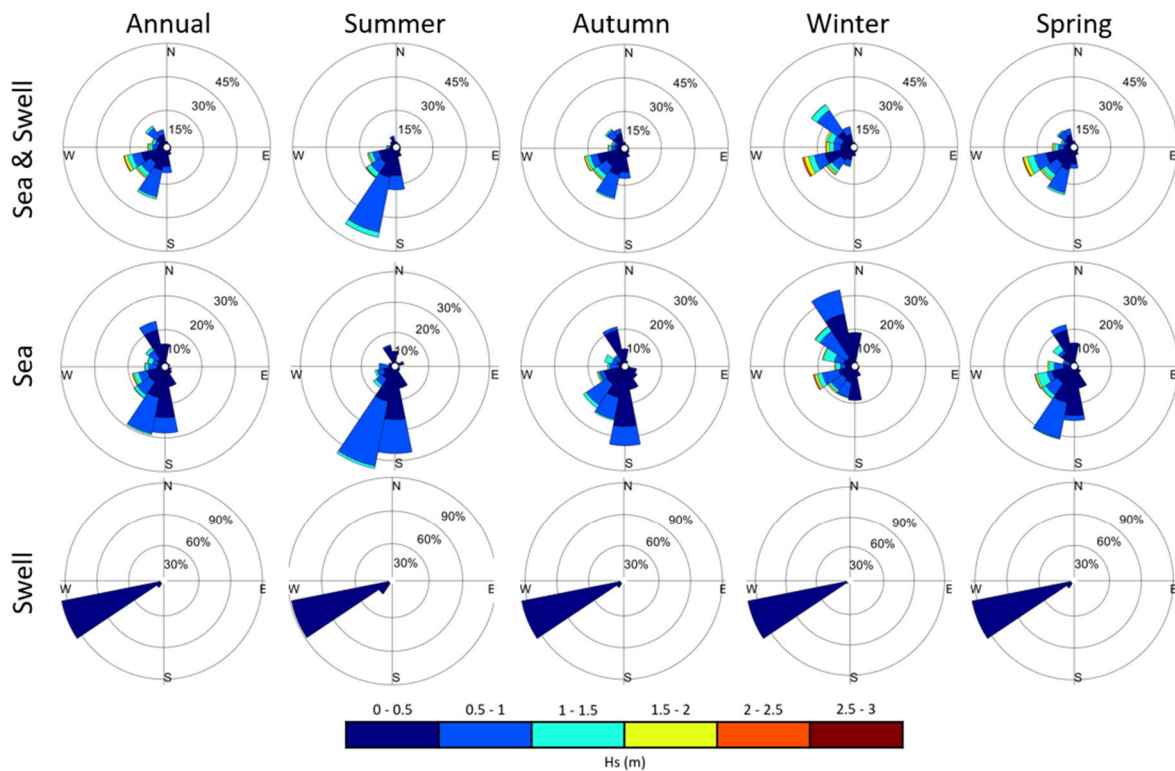 Annual Summer Autumn Winter Spring
Sea & Swell
N 45% 30% 15% W E S
N 45% 30% 15% W E S
N 45% 30% 15% W E S
N 45% 30% 15% W E S
N 45% 30% 15% W E S
Sea
N 30% 20% 10% W E S
N 30% 20% 10% W E S
N 30% 20% 10% W E S
N 30% 20% 10% W E S
N 30% 20% 10% W E S
Swell
N 90% 60% 30% W E S
N 90% 60% 30% W E S
N 90% 60% 30% W E S
N 90% 60% 30% W E S
N 90% 60% 30% W E S
0 - 0.5 0.5 - 1 1 - 1.5 1.5 - 2 2 - 2.5 2.5 - 3
Hs (m)